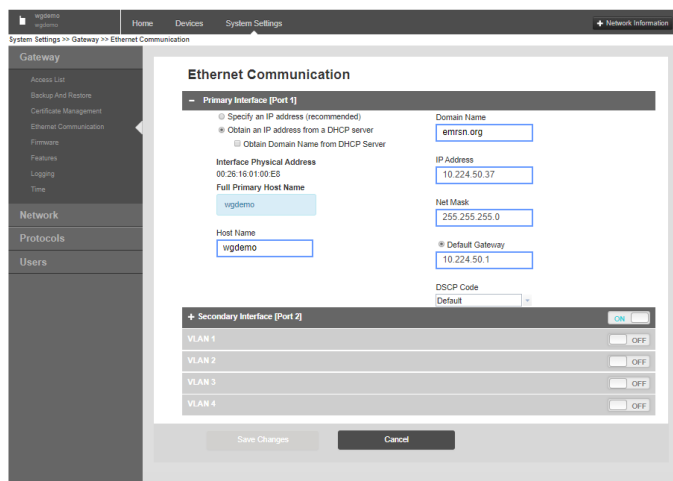 wgdemo
wgdemo
Home Devices System Settings
+ Network Information
System Settings >> Gateway >> Ethernet Communication
Gateway
Access List
Backup And Restore
Certificate Management
Ethernet Communication
Firmware
Features
Logging
Time
Network
Protocols
Users
Ethernet Communication
− Primary Interface [Port 1]
Specify an IP address (recommended)
Obtain an IP address from a DHCP server
Obtain Domain Name from DHCP Server
Interface Physical Address
00:26:16:01:00:E8
Full Primary Host Name
wgdemo
Host Name
wgdemo
Domain Name
emrsn.org
IP Address
10.224.50.37
Net Mask
255.255.255.0
Default Gateway
10.224.50.1
DSCP Code
Default
+ Secondary Interface [Port 2] ON
VLAN 1 OFF
VLAN 2 OFF
VLAN 3 OFF
VLAN 4 OFF
Save Changes Cancel